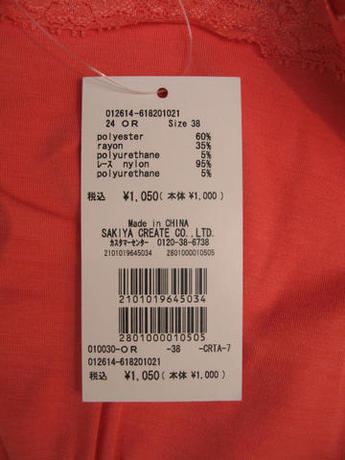 012614-618201021
24 OR Size 38
polyester 60%
rayon 35%
polyurethane 5%
レース nylon 95%
polyurethane 5%
税込 ¥1,050 (本体 ¥1,000)
Made in CHINA
SAKIYA CREATE CO.,LTD.
カスタマーセンター 0120-38-6738
2101019645034 2801000010505
2101019645034
2801000010505
010030-OR -38 -CRTA-7
012614-618201021
税込 ¥1,050 (本体 ¥1,000)